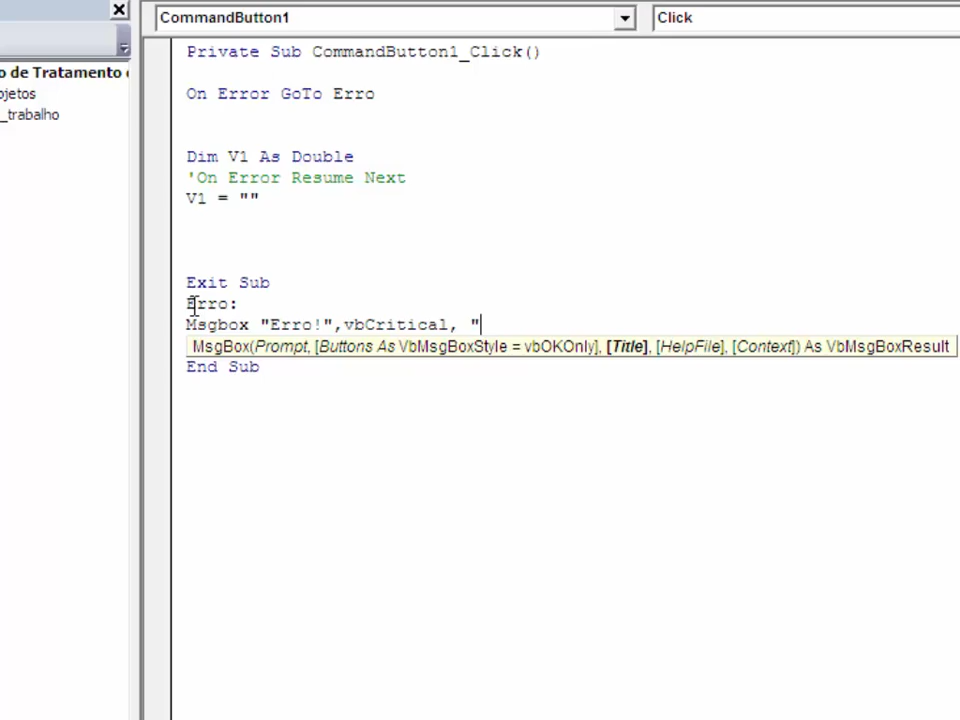 CommandButton1
Click
o de Tratamento
ojetos
_trabalho
Private Sub CommandButton1_Click()
On Error GoTo Erro
Dim V1 As Double
'On Error Resume Next
V1 = ""
Exit Sub
Erro:
Msgbox "Erro!",vbCritical, "
MsgBox(Prompt, [Buttons As VbMsgBoxStyle = vbOKOnly], [Title], [HelpFile], [Context]) As VbMsgBoxResult
End Sub